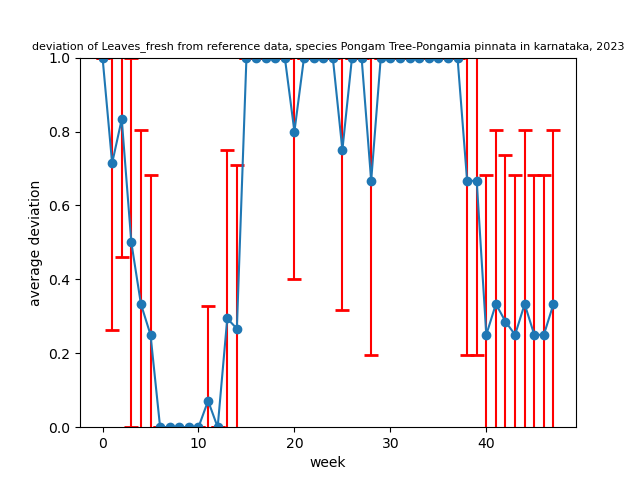 deviation of Leaves_fresh from reference data, species Pongam Tree-Pongamia pinnata in karnataka, 2023
1.0
0.8
0.6
0.4
0.2
0.0
average deviation
0 10 20 30 40
week